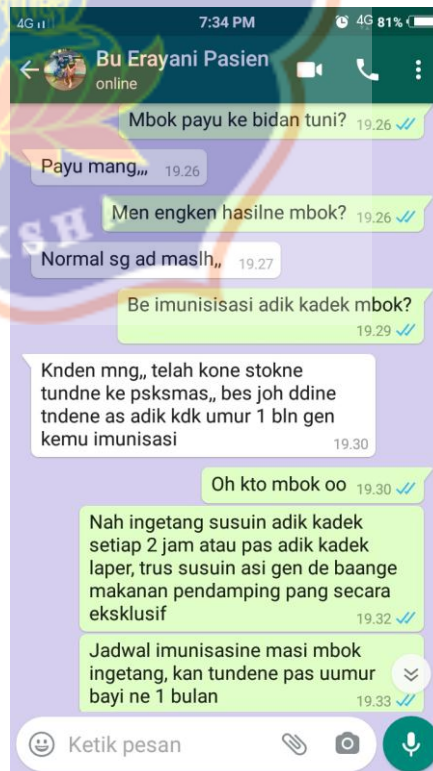 4G 7:34 PM 4G 81%
Bu Erayani Pasien
online
Mbok payu ke bidan tuni? 19.26
Payu mang,,, 19.26
Men engken hasilne mbok? 19.26
Normal sg ad maslh,, 19.27
Be imunisisasi adik kadek mbok?
19.29
Knden mng,, telah kone stokne
tundne ke psksmas,, bes joh ddine
tndene as adik kdk umur 1 bln gen
kemu imunisasi 19.30
Oh kto mbok oo 19.30
Nah ingetang susuin adik kadek
setiap 2 jam atau pas adik kadek
laper, trus susuin asi gen de baange
makanan pendamping pang secara
eksklusif 19.32
Jadwal imunisasine masi mbok
ingetang, kan tundene pas uumur
bayi ne 1 bulan 19.33
Ketik pesan